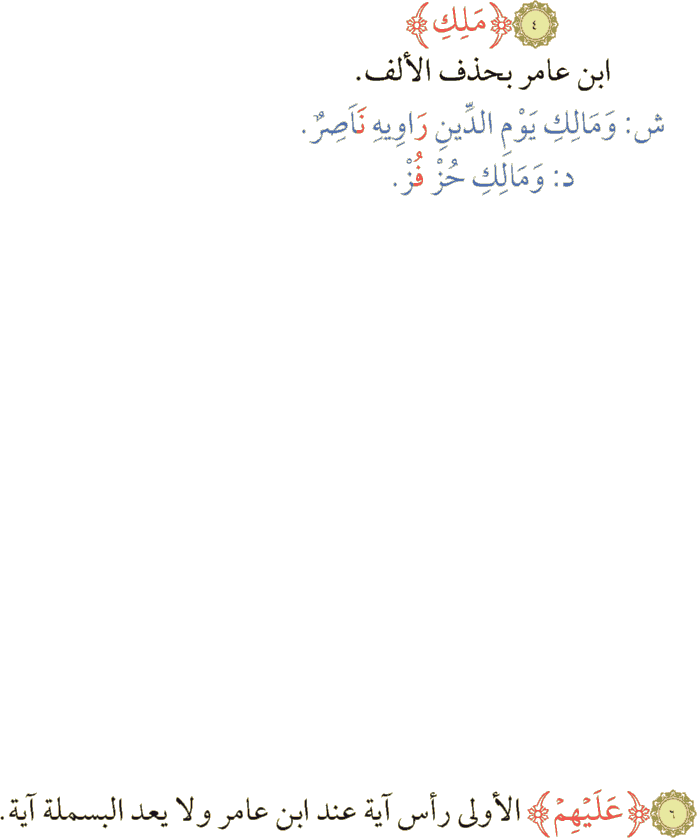 ٤ ﴿مَلِكِ﴾
ابن عامر بحذف الألف.
ش: وَمَالِكِ يَوْمِ الدِّينِ رَاوِيهِ نَاصِرٌ.
د: وَمَالِكِ حُزْ فُزْ.
٦ ﴿عَلَيْهِمْ﴾ الأولى رأس آية عند ابن عامر ولا يعد البسملة آية.